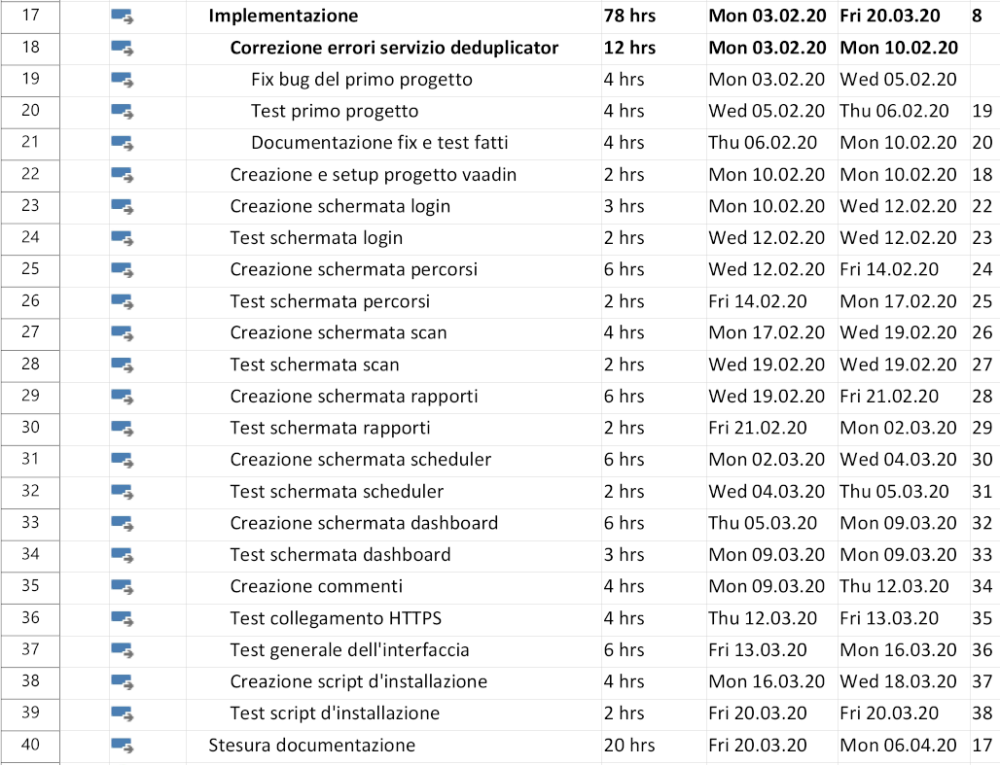 17 Implementazione 78 hrs Mon 03.02.20 Fri 20.03.20 8
18 Correzione errori servizio deduplicator 12 hrs Mon 03.02.20 Mon 10.02.20
19 Fix bug del primo progetto 4 hrs Mon 03.02.20 Wed 05.02.20
20 Test primo progetto 4 hrs Wed 05.02.20 Thu 06.02.20 19
21 Documentazione fix e test fatti 4 hrs Thu 06.02.20 Mon 10.02.20 20
22 Creazione e setup progetto vaadin 2 hrs Mon 10.02.20 Mon 10.02.20 18
23 Creazione schermata login 3 hrs Mon 10.02.20 Wed 12.02.20 22
24 Test schermata login 2 hrs Wed 12.02.20 Wed 12.02.20 23
25 Creazione schermata percorsi 6 hrs Wed 12.02.20 Fri 14.02.20 24
26 Test schermata percorsi 2 hrs Fri 14.02.20 Mon 17.02.20 25
27 Creazione schermata scan 4 hrs Mon 17.02.20 Wed 19.02.20 26
28 Test schermata scan 2 hrs Wed 19.02.20 Wed 19.02.20 27
29 Creazione schermata rapporti 6 hrs Wed 19.02.20 Fri 21.02.20 28
30 Test schermata rapporti 2 hrs Fri 21.02.20 Mon 02.03.20 29
31 Creazione schermata scheduler 6 hrs Mon 02.03.20 Wed 04.03.20 30
32 Test schermata scheduler 2 hrs Wed 04.03.20 Thu 05.03.20 31
33 Creazione schermata dashboard 6 hrs Thu 05.03.20 Mon 09.03.20 32
34 Test schermata dashboard 3 hrs Mon 09.03.20 Mon 09.03.20 33
35 Creazione commenti 4 hrs Mon 09.03.20 Thu 12.03.20 34
36 Test collegamento HTTPS 4 hrs Thu 12.03.20 Fri 13.03.20 35
37 Test generale dell'interfaccia 6 hrs Fri 13.03.20 Mon 16.03.20 36
38 Creazione script d'installazione 4 hrs Mon 16.03.20 Wed 18.03.20 37
39 Test script d'installazione 2 hrs Fri 20.03.20 Fri 20.03.20 38
40 Stesura documentazione 20 hrs Fri 20.03.20 Mon 06.04.20 17